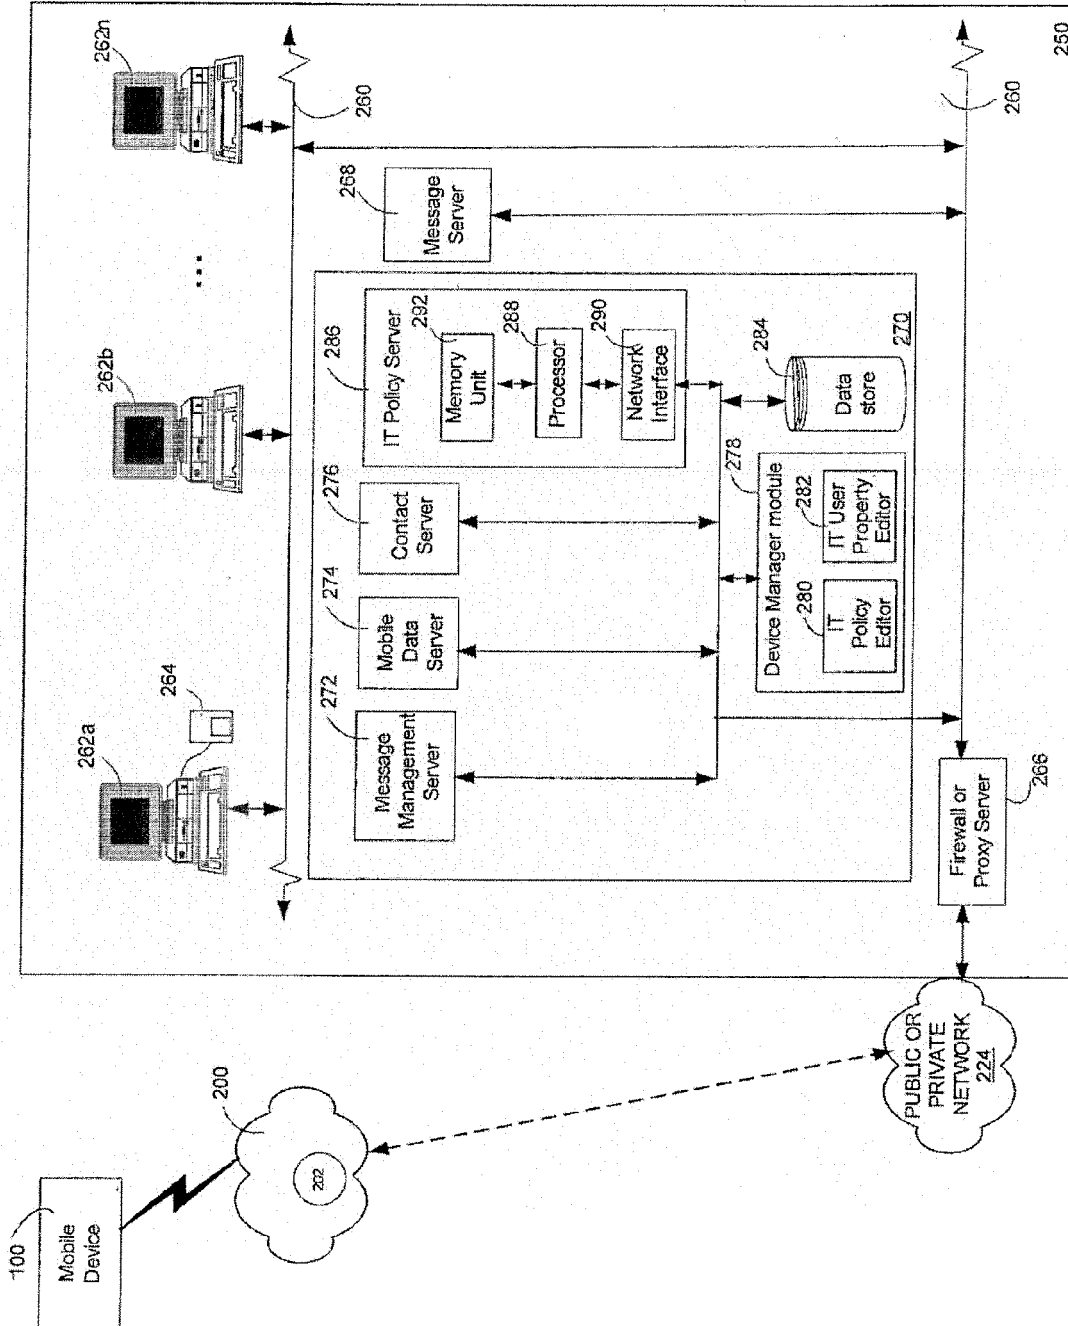 100
Mobile
Device
200
202
PUBLIC OR
PRIVATE
NETWORK
224
262a
264
262b
...
262n
260
272
Message
Management
Server
274
Mobile
Data
Server
276
Contact
Server
286
IT Policy Server
292
Memory
Unit
288
Processor
290
Network
Interface
268
Message
Server
278
Device Manager module
280
IT
Policy
Editor
282
IT User
Property
Editor
284
Data
store
270
Firewall or
Proxy Server
266
260
250